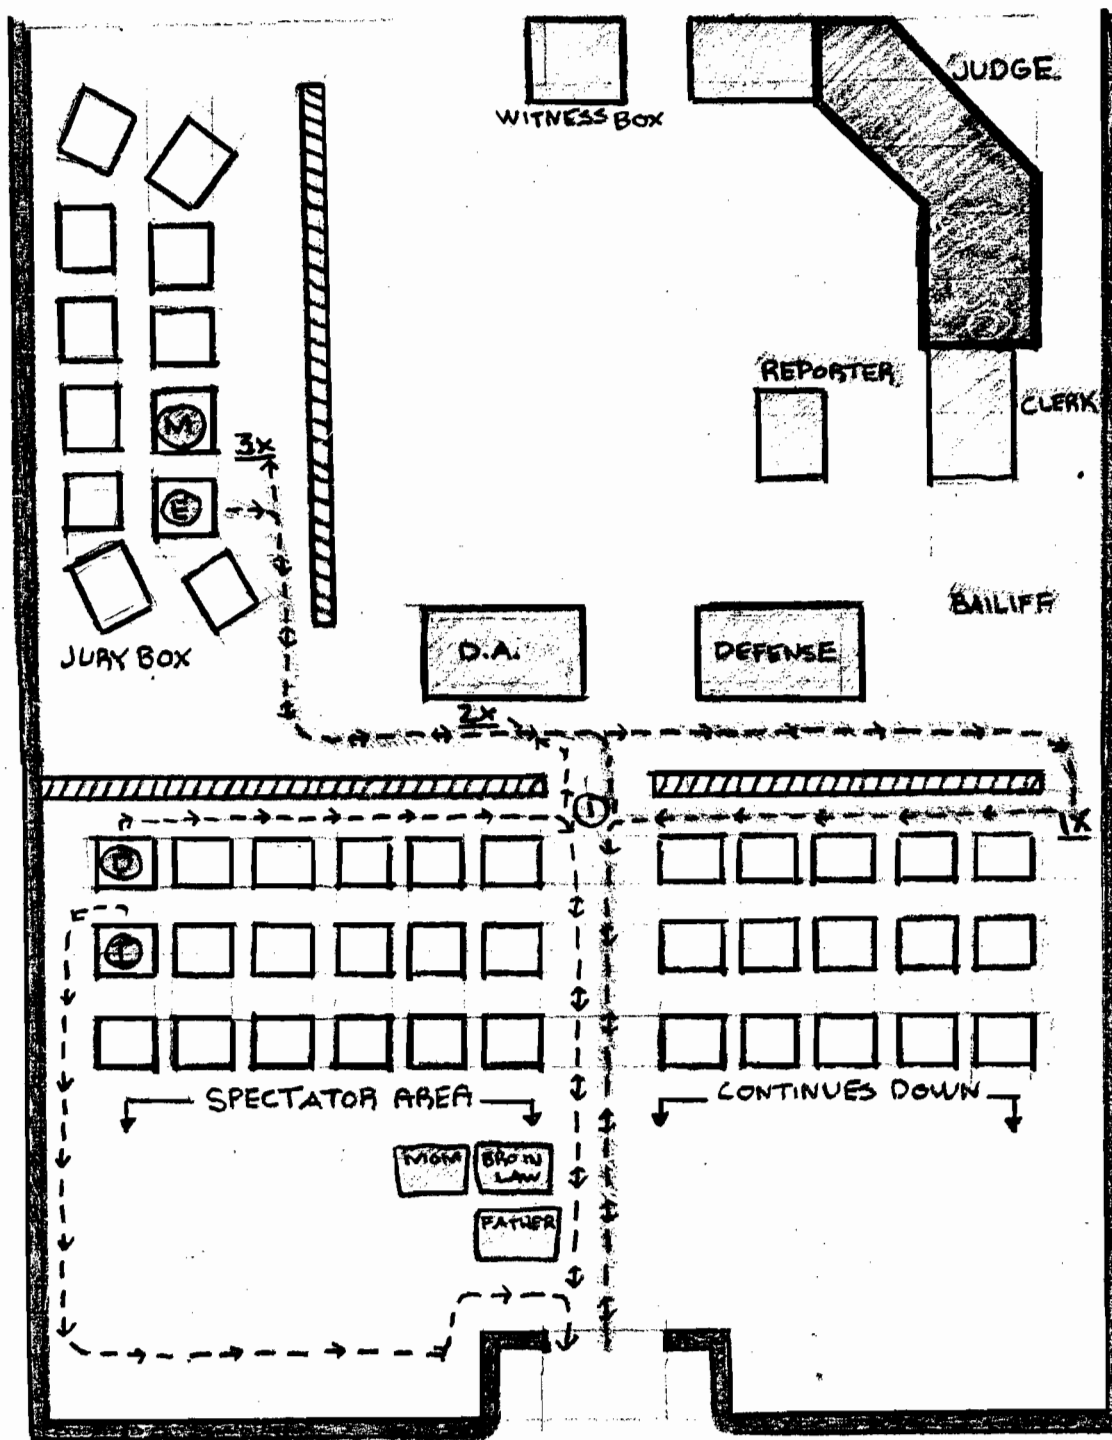 JUDGE
WITNESS BOX
REPORTER
CLERK
M
3X
E
BAILIFF
JURY BOX
D.A.
DEFENSE
2X
1
1X
D
SPECTATOR AREA
CONTINUES DOWN
MOM
BRO IN
LAW
FATHER